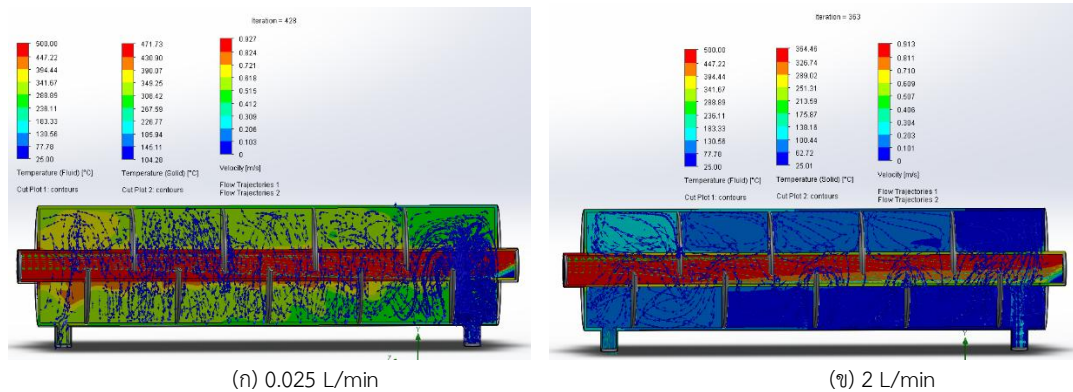 Iteration = 428
500.00
447.22
394.44
341.67
288.89
236.11
183.33
130.56
77.78
25.00
Temperature (Fluid) [°C]
Cut Plot 1: contours
471.73
430.90
390.07
349.25
308.42
267.59
226.77
185.94
145.11
104.28
Temperature (Solid) [°C]
Cut Plot 2: contours
0.927
0.824
0.721
0.618
0.515
0.412
0.309
0.206
0.103
0
Velocity [m/s]
Flow Trajectories 1
Flow Trajectories 2
Y
Z
(ก) 0.025 L/min
Iteration = 363
500.00
447.22
394.44
341.67
288.89
236.11
183.33
130.56
77.78
25.00
Temperature (Fluid) [°C]
Cut Plot 1: contours
364.46
326.74
289.02
251.31
213.59
175.87
138.16
100.44
62.72
25.01
Temperature (Solid) [°C]
Cut Plot 2: contours
0.913
0.811
0.710
0.609
0.507
0.406
0.304
0.203
0.101
0
Velocity [m/s]
Flow Trajectories 1
Flow Trajectories 2
Y
(ข) 2 L/min